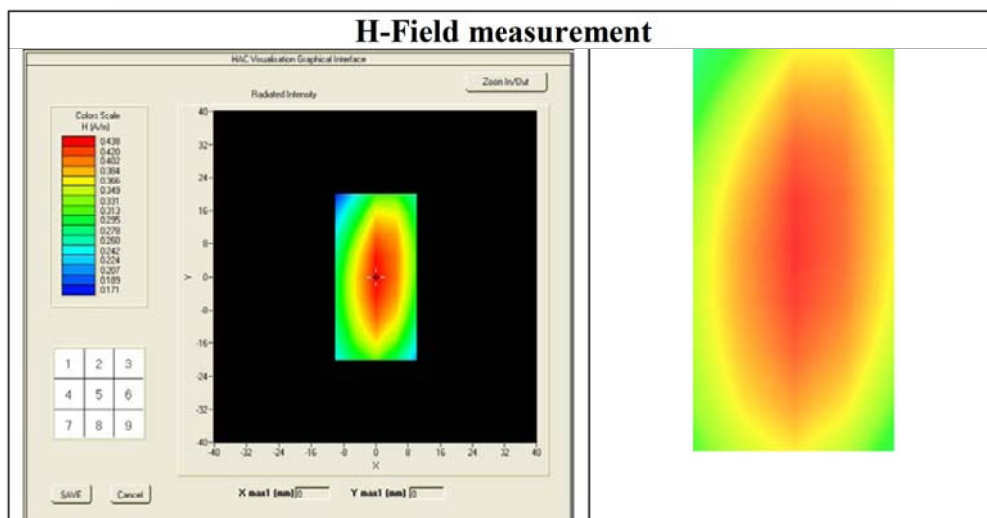 H-Field measurement
HAC Visualisation Graphical Interface
Zoom In/Out
Radiated Intensity
Colors Scale
H (A/m)
0.438
0.420
0.402
0.384
0.366
0.349
0.331
0.313
0.295
0.278
0.260
0.242
0.224
0.207
0.189
0.171
40
32
24
16
8
0
-8
-16
-24
-32
-40
Y
-40 -32 -24 -16 -8 0 8 16 24 32 40
X
1 2 3
4 5 6
7 8 9
SAVE Cancel
X max1 (mm) 0 Y max1 (mm) 0